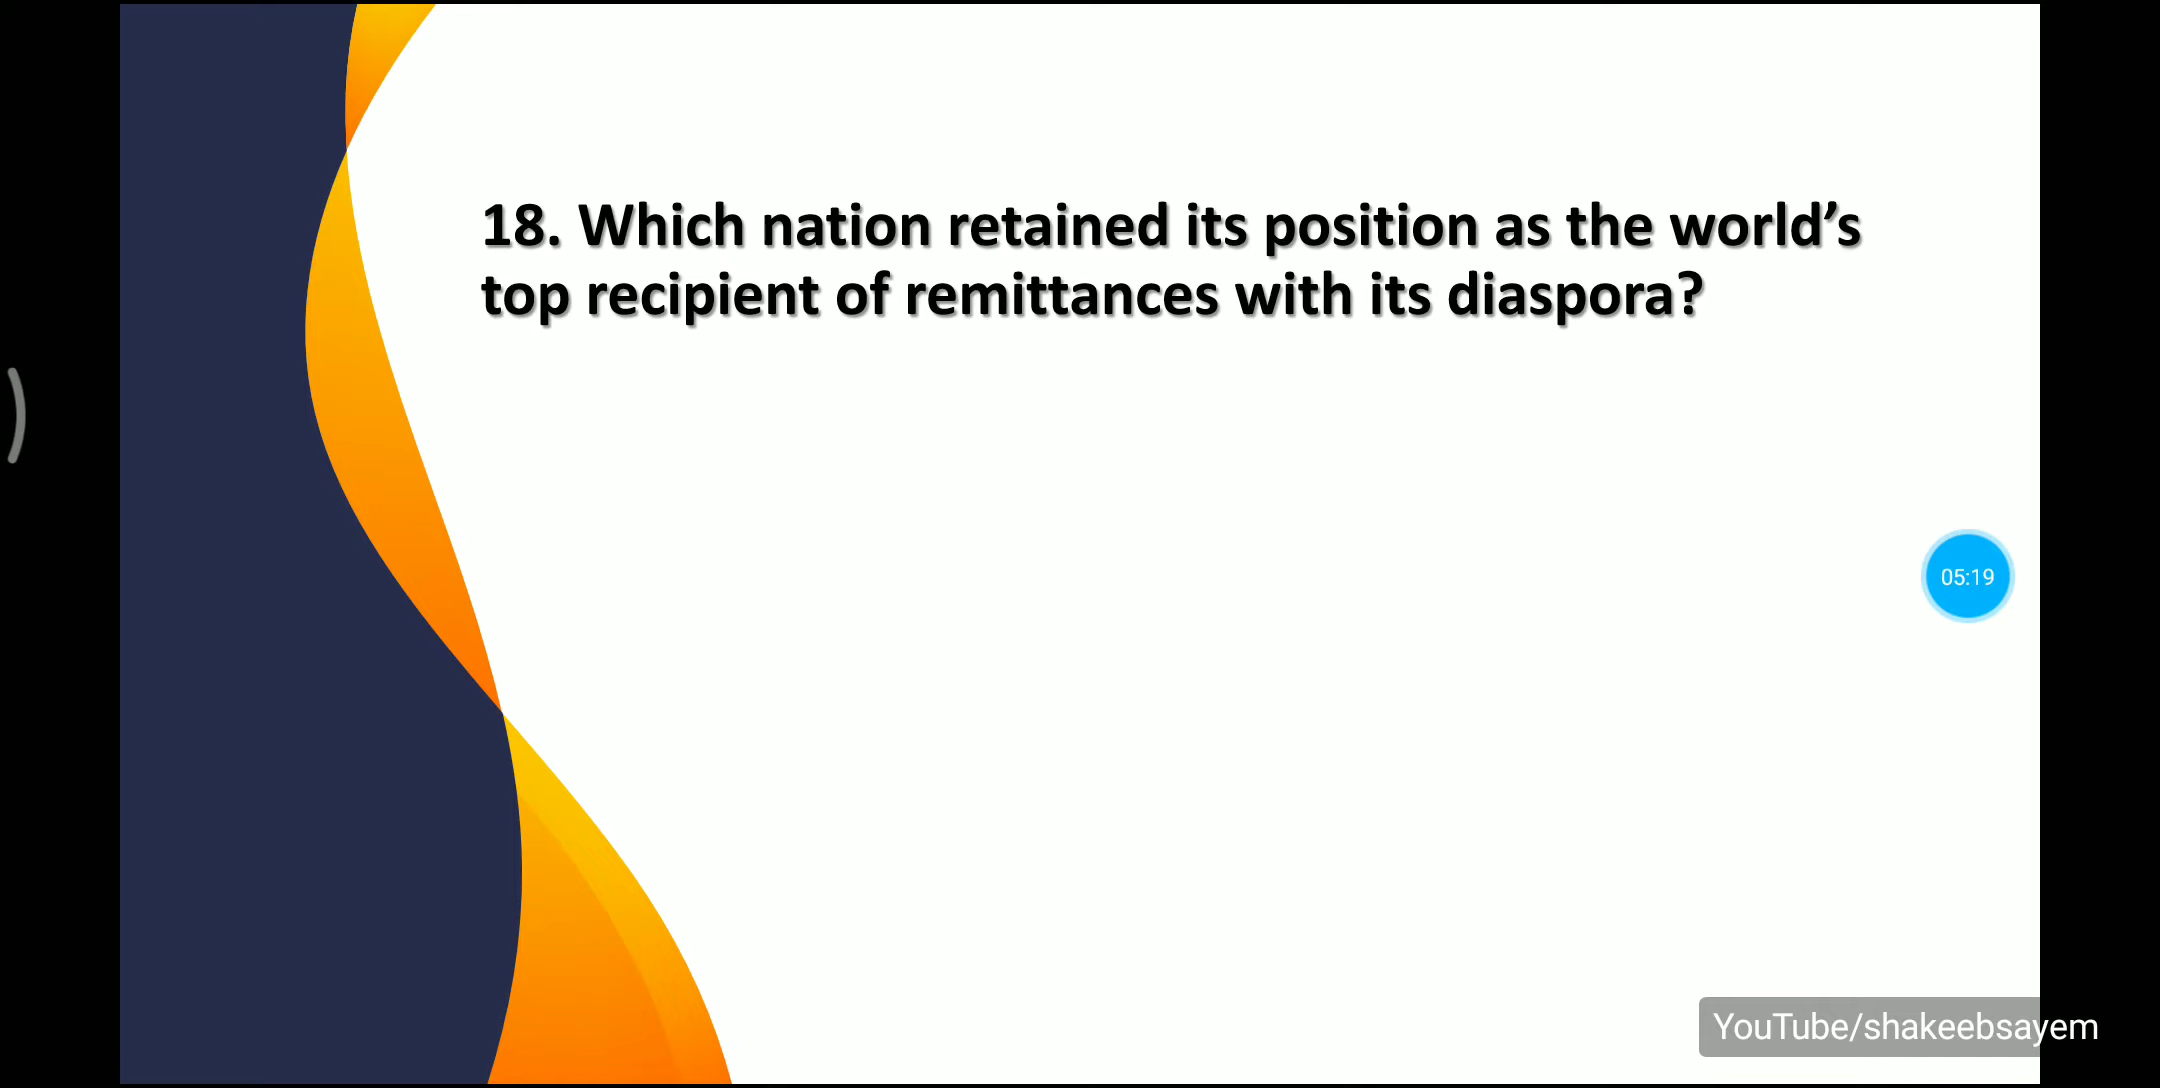 18. Which nation retained its position as the world’s
top recipient of remittances with its diaspora?
05:19
YouTube/shakeebsayem